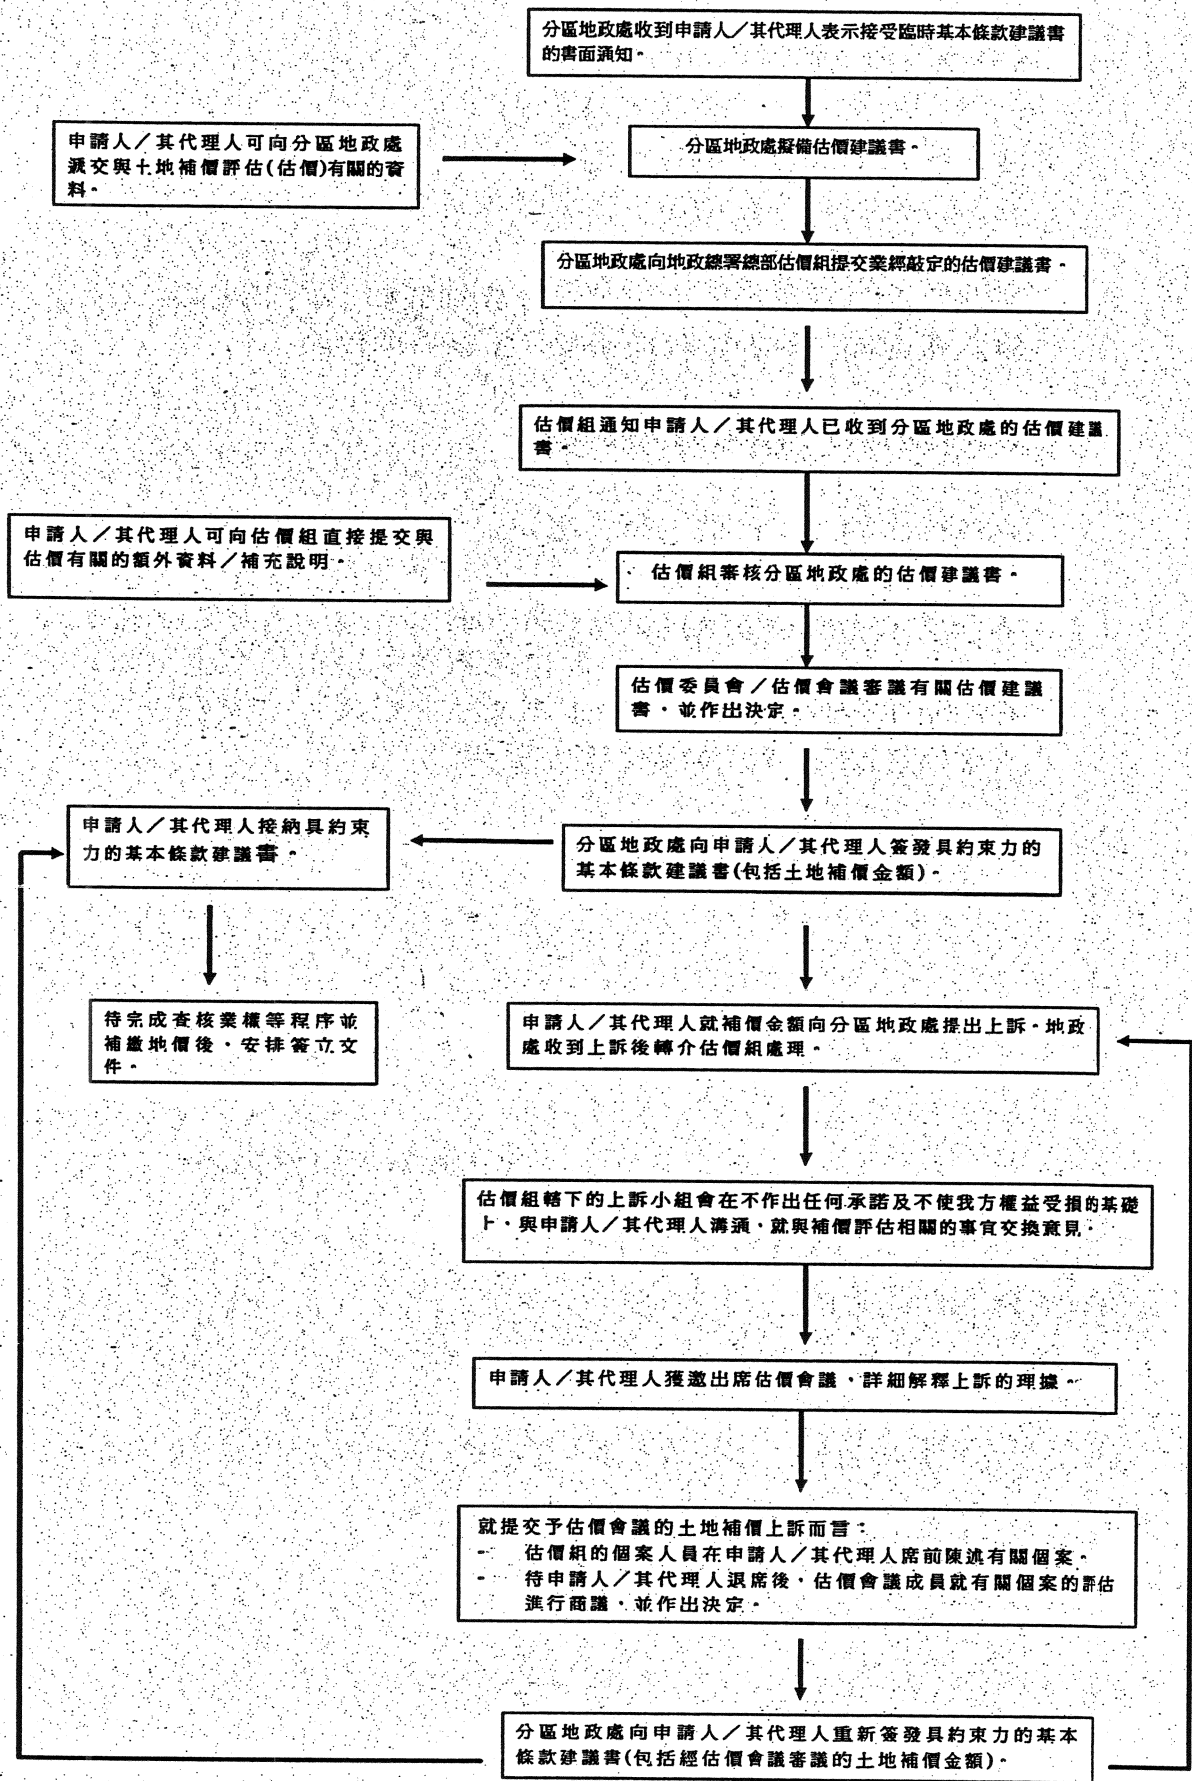 分區地政處收到申請人／其代理人表示接受臨時基本條款建議書
的書面通知。
申請人／其代理人可向分區地政處
遞交與土地補價評估(估價)有關的資
料。
分區地政處擬備估價建議書。
分區地政處向地政總署總部估價組提交業經敲定的估價建議書。
估價組通知申請人／其代理人已收到分區地政處的估價建議
書。
申請人／其代理人可向估價組直接提交與
估價有關的額外資料／補充說明。
估價組審核分區地政處的估價建議書。
估價委員會／估價會議審議有關估價建議
書，並作出決定。
申請人／其代理人接納具約束
力的基本條款建議書。
分區地政處向申請人／其代理人簽發具約束力的
基本條款建議書(包括土地補價金額)。
待完成查核業權等程序並
補繳地價後，安排簽立文
件。
申請人／其代理人就補價金額向分區地政處提出上訴。地政
處收到上訴後轉介估價組處理。
估價組轄下的上訴小組會在不作出任何承諾及不使我方權益受損的基礎
上，與申請人／其代理人溝通，就與補價評估相關的事宜交換意見。
申請人／其代理人獲邀出席估價會議，詳細解釋上訴的理據。
就提交予估價會議的土地補價上訴而言：
- 估價組的個案人員在申請人／其代理人席前陳述有關個案。
- 待申請人／其代理人退席後，估價會議成員就有關個案的評估
進行商議，並作出決定。
分區地政處向申請人／其代理人重新簽發具約束力的基本
條款建議書(包括經估價會議審議的土地補價金額)。